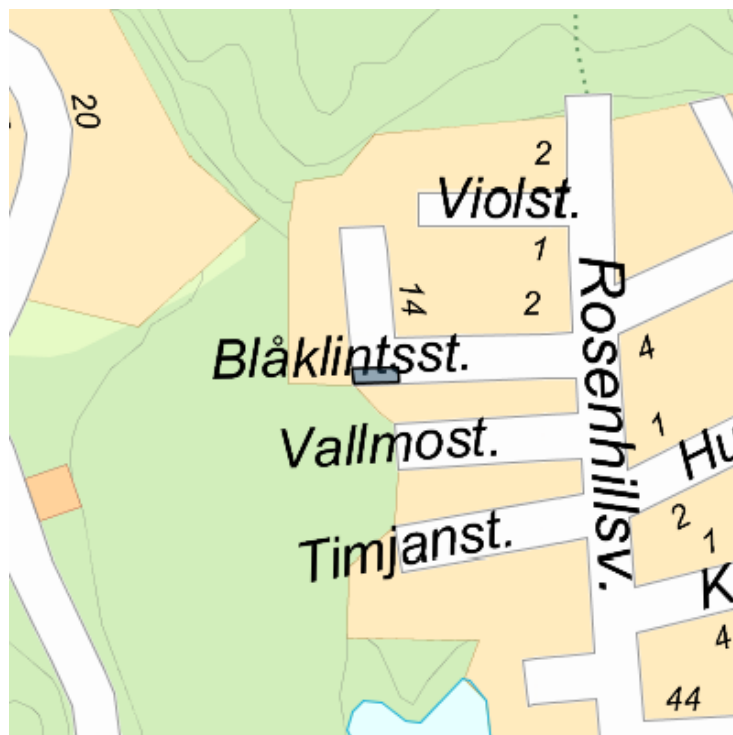 20
2
Violst.
1
14
2
Rosenhillsv.
Blåklintsst.
4
Vallmost.
1
Hu
2
1
Timjanst.
K
4
44